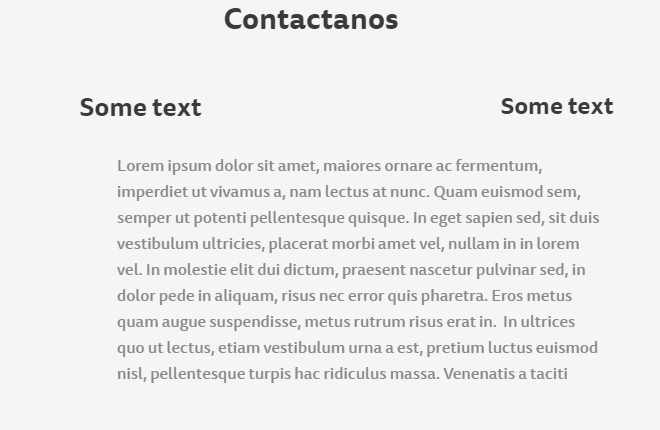 Contactanos
Some text
Some text
Lorem ipsum dolor sit amet, maiores ornare ac fermentum,
imperdiet ut vivamus a, nam lectus at nunc. Quam euismod sem,
semper ut potenti pellentesque quisque. In eget sapien sed, sit duis
vestibulum ultricies, placerat morbi amet vel, nullam in in lorem
vel. In molestie elit dui dictum, praesent nascetur pulvinar sed, in
dolor pede in aliquam, risus nec error quis pharetra. Eros metus
quam augue suspendisse, metus rutrum risus erat in.  In ultrices
quo ut lectus, etiam vestibulum urna a est, pretium luctus euismod
nisl, pellentesque turpis hac ridiculus massa. Venenatis a taciti